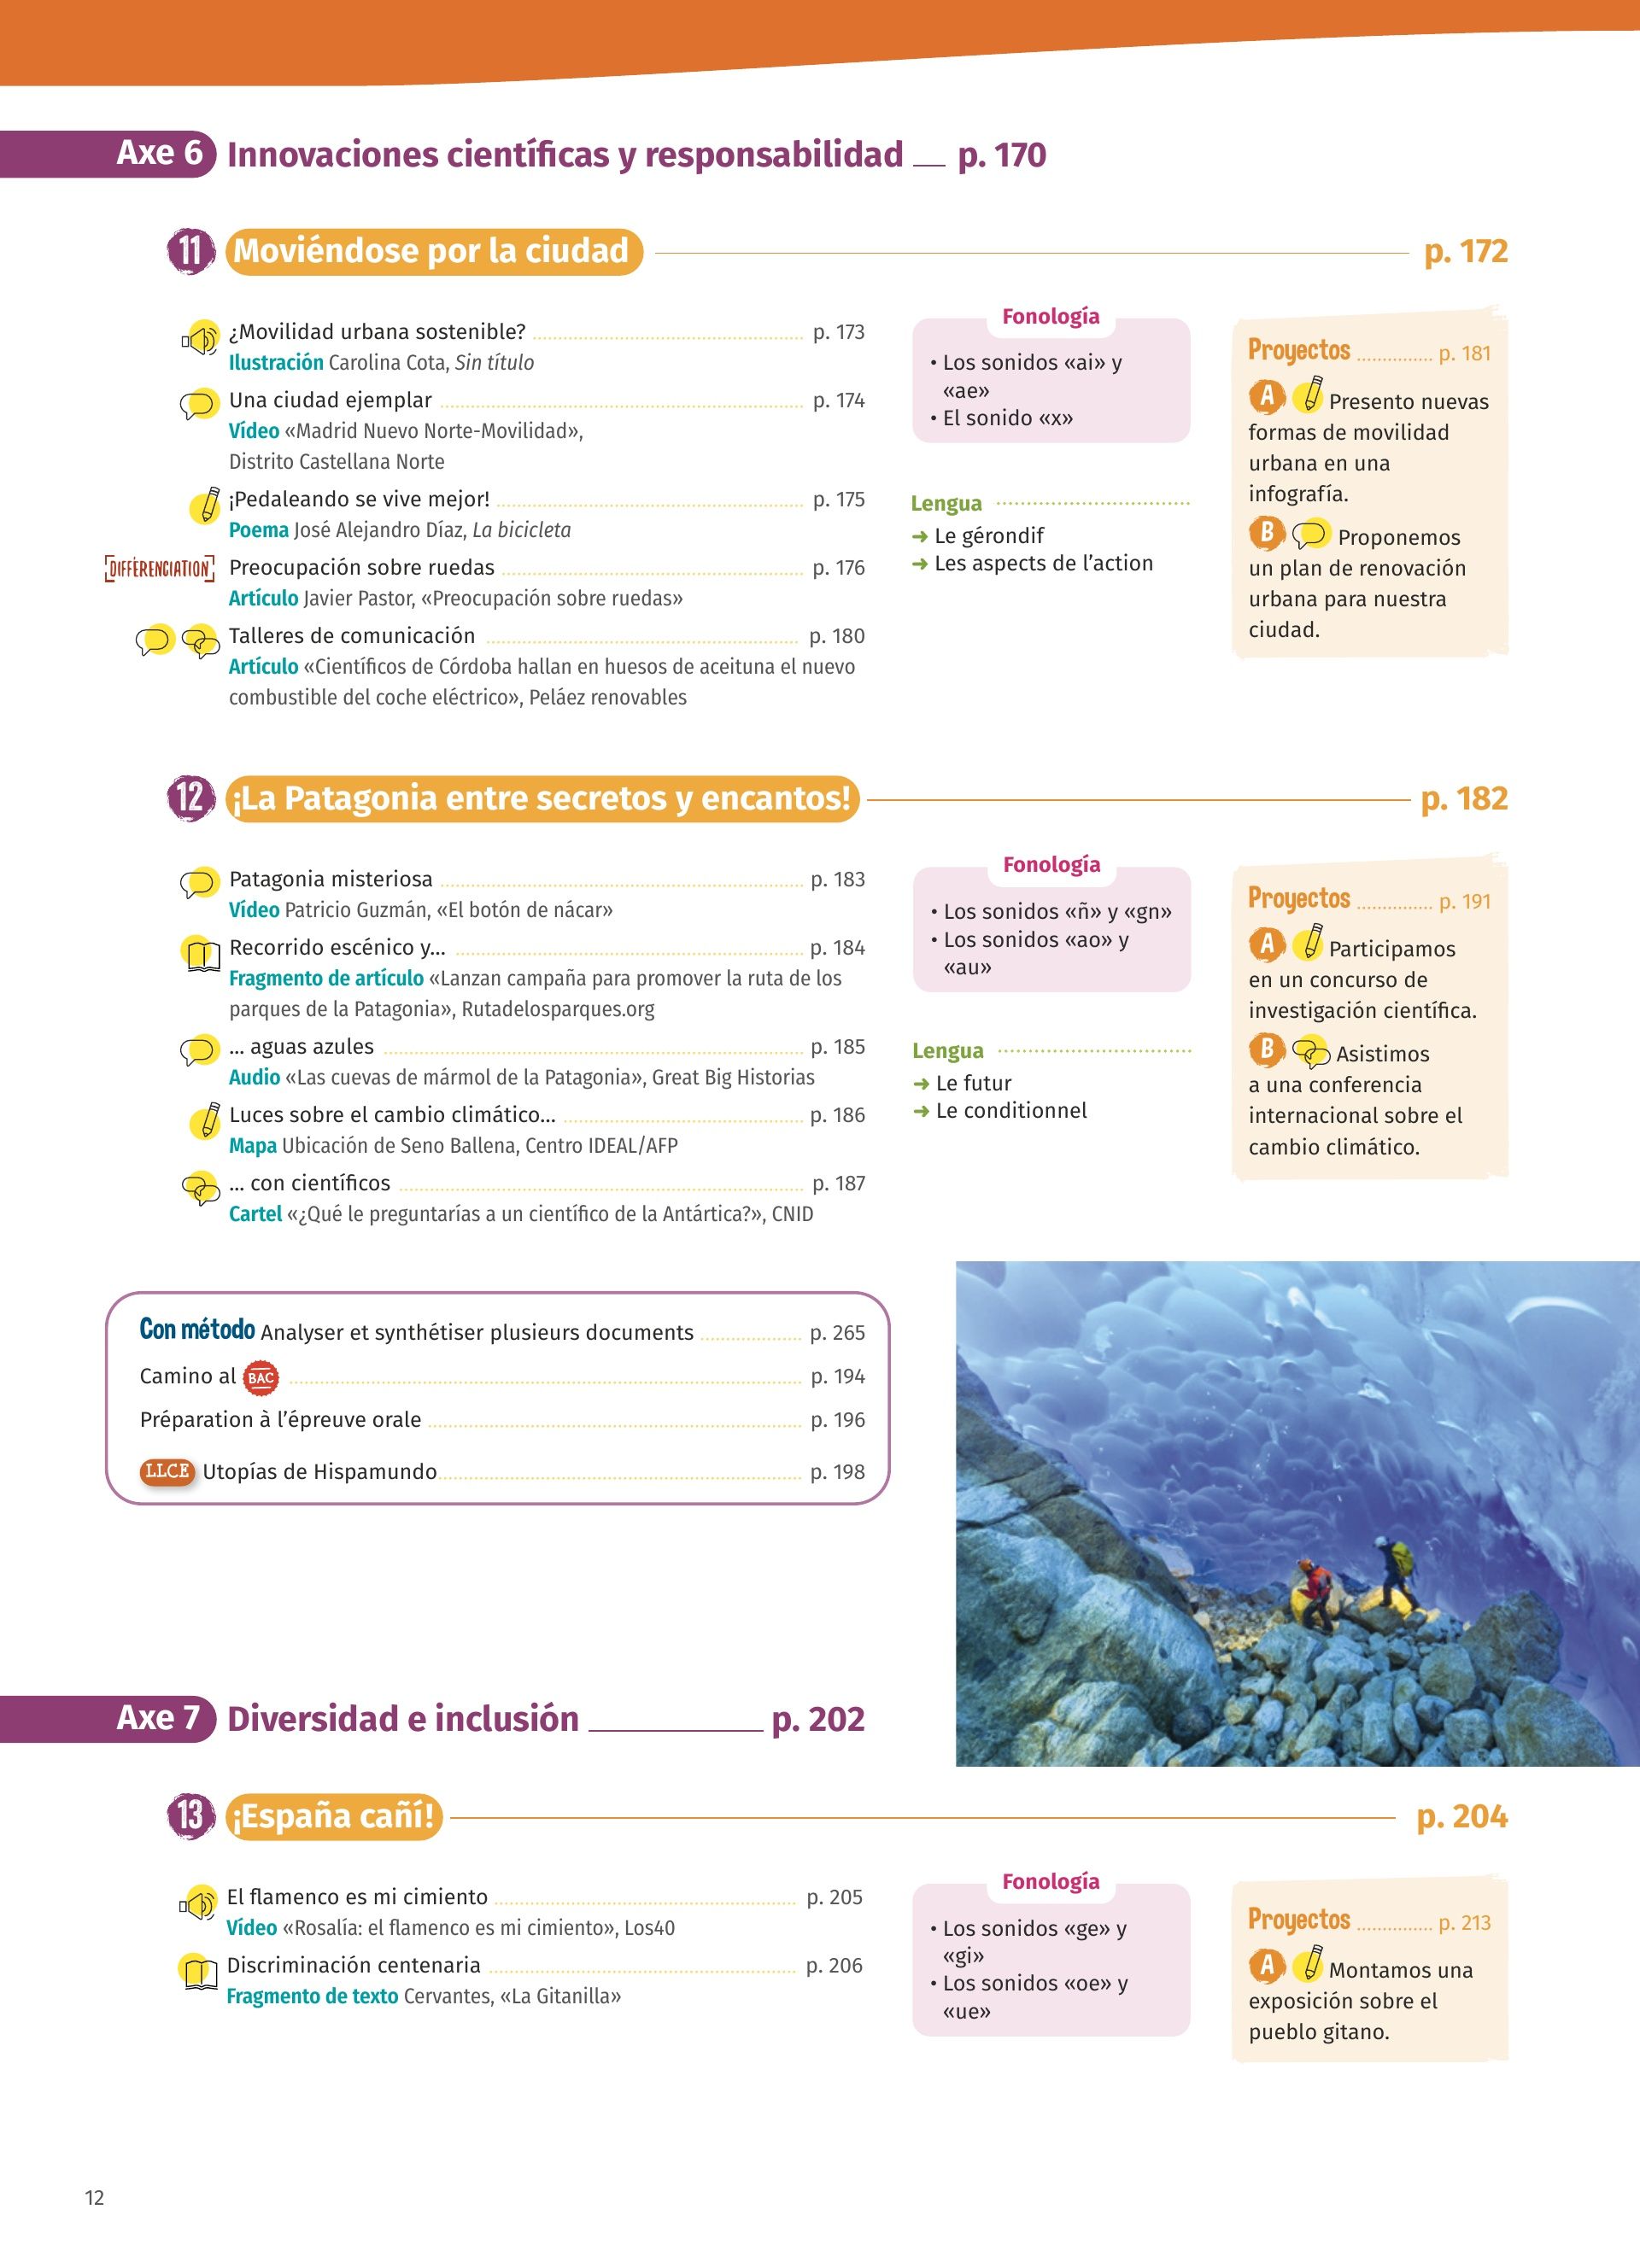 Axe 6 Innovaciones científicas y responsabilidad __ p. 170
11 Moviéndose por la ciudad p. 172
¿Movilidad urbana sostenible? p. 173
Ilustración Carolina Cota, Sin título
Una ciudad ejemplar p. 174
Vídeo «Madrid Nuevo Norte-Movilidad»,
Distrito Castellana Norte
¡Pedaleando se vive mejor! p. 175
Poema José Alejandro Díaz, La bicicleta
[DIFFÉRENCIATION] Preocupación sobre ruedas p. 176
Artículo Javier Pastor, «Preocupación sobre ruedas»
Talleres de comunicación p. 180
Artículo «Científicos de Córdoba hallan en huesos de aceituna el nuevo
combustible del coche eléctrico», Peláez renovables
Fonología
• Los sonidos «ai» y
«ae»
• El sonido «x»
Lengua
➜ Le gérondif
➜ Les aspects de l'action
Proyectos p. 181
A Presento nuevas
formas de movilidad
urbana en una
infografía.
B Proponemos
un plan de renovación
urbana para nuestra
ciudad.
12 ¡La Patagonia entre secretos y encantos! p. 182
Patagonia misteriosa p. 183
Vídeo Patricio Guzmán, «El botón de nácar»
Recorrido escénico y... p. 184
Fragmento de artículo «Lanzan campaña para promover la ruta de los
parques de la Patagonia», Rutadelosparques.org
... aguas azules p. 185
Audio «Las cuevas de mármol de la Patagonia», Great Big Historias
Luces sobre el cambio climático... p. 186
Mapa Ubicación de Seno Ballena, Centro IDEAL/AFP
... con científicos p. 187
Cartel «¿Qué le preguntarías a un científico de la Antártica?», CNID
Fonología
• Los sonidos «ñ» y «gn»
• Los sonidos «ao» y
«au»
Lengua
➜ Le futur
➜ Le conditionnel
Proyectos p. 191
A Participamos
en un concurso de
investigación científica.
B Asistimos
a una conferencia
internacional sobre el
cambio climático.
Con método Analyser et synthétiser plusieurs documents p. 265
Camino al BAC p. 194
Préparation à l'épreuve orale p. 196
LLCE Utopías de Hispamundo p. 198
Axe 7 Diversidad e inclusión p. 202
13 ¡España cañí! p. 204
El flamenco es mi cimiento p. 205
Vídeo «Rosalía: el flamenco es mi cimiento», Los40
Discriminación centenaria p. 206
Fragmento de texto Cervantes, «La Gitanilla»
Fonología
• Los sonidos «ge» y
«gi»
• Los sonidos «oe» y
«ue»
Proyectos p. 213
A Montamos una
exposición sobre el
pueblo gitano.
12